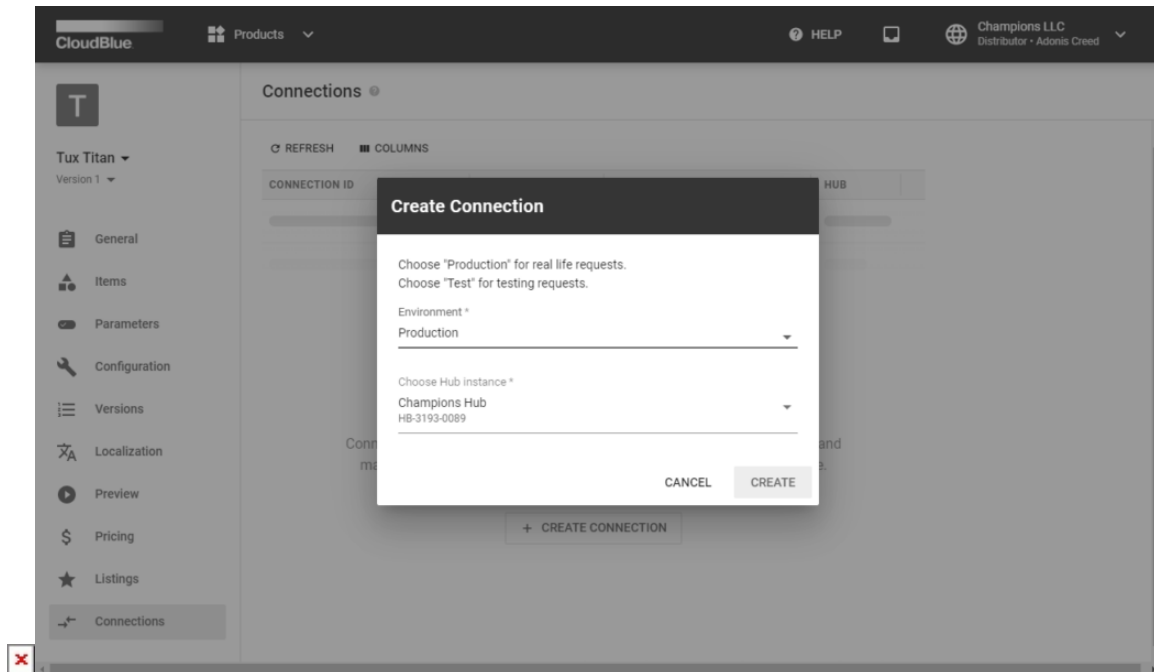 CloudBlue
Products
HELP
Champions LLC
Distributor • Adonis Creed
T
Connections
Tux Titan
Version 1
REFRESH
COLUMNS
CONNECTION ID
HUB
Create Connection
General
Choose "Production" for real life requests.
Choose "Test" for testing requests.
Items
Environment *
Parameters
Production
Configuration
Choose Hub instance *
Champions Hub
Versions
HB-3193-0089
Localization
and
CANCEL
CREATE
Preview
+ CREATE CONNECTION
Pricing
Listings
Connections